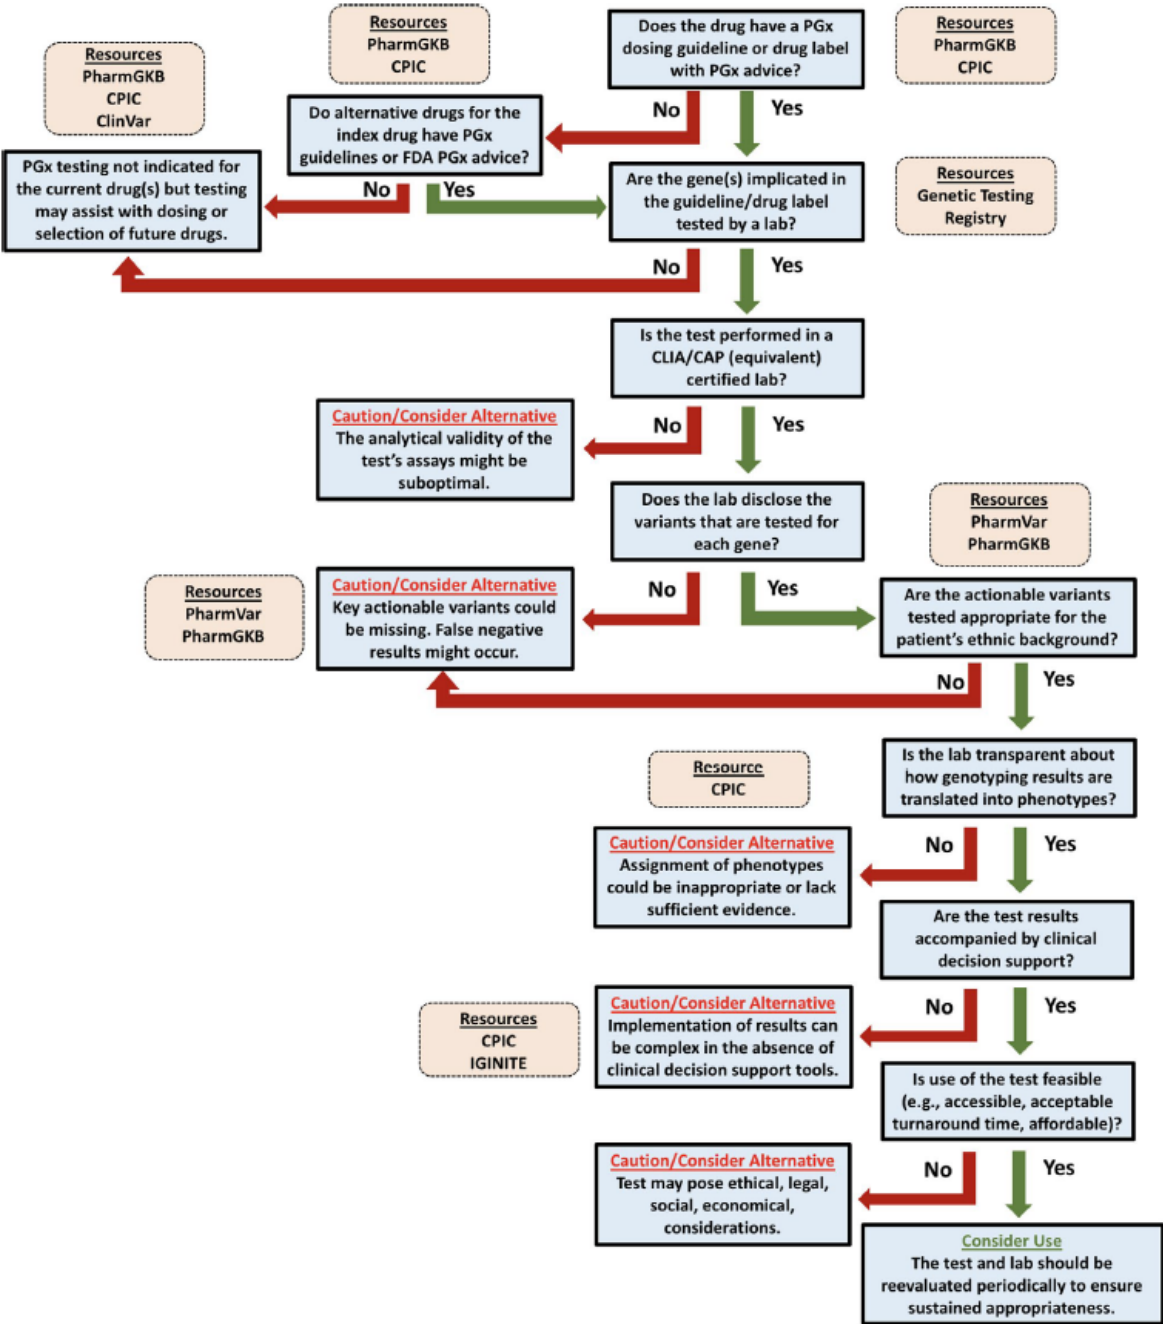 Resources
PharmGKB
CPIC
Does the drug have a PGx
dosing guideline or drug label
with PGx advice?
Resources
PharmGKB
CPIC
Resources
PharmGKB
CPIC
ClinVar
No
Yes
Do alternative drugs for the
index drug have PGx
guidelines or FDA PGx advice?
PGx testing not indicated for
the current drug(s) but testing
may assist with dosing or
selection of future drugs.
No
Yes
Are the gene(s) implicated in
the guideline/drug label
tested by a lab?
Resources
Genetic Testing
Registry
No
Yes
Is the test performed in a
CLIA/CAP (equivalent)
certified lab?
No
Yes
Caution/Consider Alternative
The analytical validity of the
test's assays might be
suboptimal.
Does the lab disclose the
variants that are tested for
each gene?
Resources
PharmVar
PharmGKB
No
Yes
Resources
PharmVar
PharmGKB
Caution/Consider Alternative
Key actionable variants could
be missing. False negative
results might occur.
Are the actionable variants
tested appropriate for the
patient's ethnic background?
No
Yes
Is the lab transparent about
how genotyping results are
translated into phenotypes?
Resource
CPIC
No
Yes
Caution/Consider Alternative
Assignment of phenotypes
could be inappropriate or lack
sufficient evidence.
Are the test results
accompanied by clinical
decision support?
No
Yes
Resources
CPIC
IGINITE
Caution/Consider Alternative
Implementation of results can
be complex in the absence of
clinical decision support tools.
Is use of the test feasible
(e.g., accessible, acceptable
turnaround time, affordable)?
No
Yes
Caution/Consider Alternative
Test may pose ethical, legal,
social, economical,
considerations.
Consider Use
The test and lab should be
reevaluated periodically to ensure
sustained appropriateness.